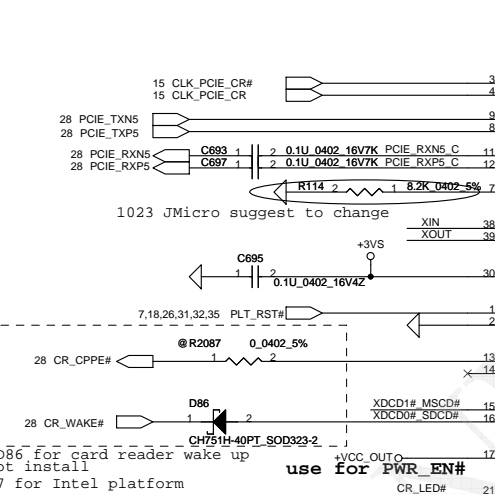 15 CLK_PCIE_CR# 3
15 CLK_PCIE_CR 4
28 PCIE_TXN5 9
28 PCIE_TXP5 8
28 PCIE_RXN5 C693 1 2 0.1U_0402_16V7K PCIE_RXN5_C 11
28 PCIE_RXP5 C697 1 2 0.1U_0402_16V7K PCIE_RXP5_C 12
R114 2 1 8.2K_0402_5% 7
1023 JMicro suggest to change
XIN 38
XOUT 39
+3VS
C695
1 2 30
0.1U_0402_16V4Z
7,18,26,31,32,35 PLT_RST# 1
2
@R2087 0_0402_5%
28 CR_CPPE# 1 2 13
14
D86 XDCD1#_MSCD# 15
28 CR_WAKE# 1 2 XDCD0#_SDCD# 16
CH751H-40PT_SOD323-2
D86 for card reader wake up +VCC_OUT 17
ot install use for PWR_EN#
7 for Intel platform CR_LED# 21